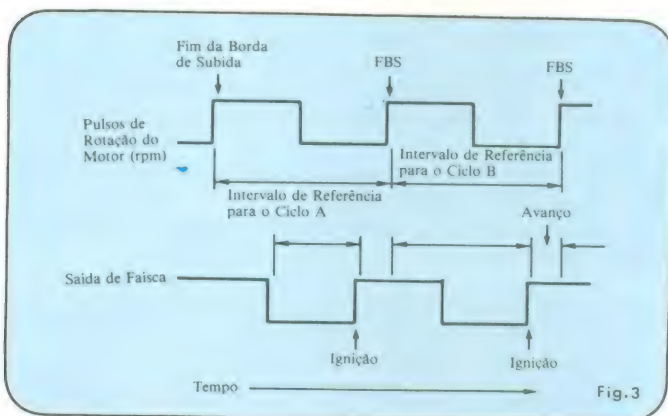 Fim da Borda
de Subida
FBS
FBS
Pulsos de
Rotação do
Motor (rpm)
Intervalo de Referência
para o Ciclo B
Intervalo de Referência
para o Ciclo A
Avanço
Saída de Faísca
Ignição
Ignição
Tempo
Fig.3